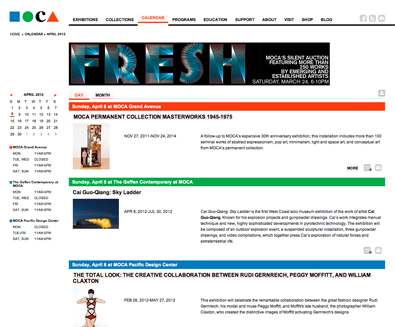 MOCA
EXHIBITIONS COLLECTIONS CALENDAR PROGRAMS EDUCATION SUPPORT ABOUT VISIT SHOP BLOG
HOME > CALENDAR > APRIL, 2012
FRESH
MOCA'S SILENT AUCTION
FEATURING MORE THAN
250 WORKS
BY EMERGING AND
ESTABLISHED ARTISTS
SATURDAY, MARCH 24, 6-10PM
APRIL 2012
S M T W T F S
1 2 3 4 5 6 7
8 9 10 11 12 13 14
15 16 17 18 19 20 21
22 23 24 25 26 27 28
29 30
MOCA Grand Avenue
MON 11AM-5PM
TUE, WED CLOSED
FRI 11AM-5PM
SAT, SUN 11AM-6PM
The Geffen Contemporary at
MOCA
MON 11AM-5PM
TUE, WED CLOSED
FRI 11AM-5PM
SAT, SUN 11AM-6PM
MOCA Pacific Design Center
MON CLOSED
FRI 11AM-5PM
SAT, SUN 11AM-6PM
DAY MONTH
Sunday, April 8 at MOCA Grand Avenue
MOCA PERMANENT COLLECTION MASTERWORKS 1945-1975
NOV 27, 2011-NOV 24, 2014
A follow-up to MOCA's expansive 30th anniversary exhibition, this installation includes more than 100
seminal works of abstract expressionism, pop art, minimalism, light and space art, and conceptual art
from MOCA's permanent collection.
MORE
Sunday, April 8 at The Geffen Contemporary at MOCA
Cai Guo-Qiang: Sky Ladder
APR 8, 2012-JUL 30, 2012
Cai Guo-Qiang: Sky Ladder is the first West Coast solo museum exhibition of the work of artist Cai
Guo-Qiang. Known for his explosion projects and gunpowder drawings, Cai's work integrates manual
technique and new, highly sophisticated developments in pyrotechnic technology. The exhibition will
be composed of an outdoor explosion event, a suspended sculptural installation, three gunpowder
drawings, and video compilations, which together press Cai's exploration of natural forces and
extraterrestrial life.
Sunday, April 8 at MOCA Pacific Design Center
THE TOTAL LOOK: THE CREATIVE COLLABORATION BETWEEN RUDI GERNREICH, PEGGY MOFFITT, AND WILLIAM
CLAXTON
FEB 26, 2012-MAY 27, 2012
This exhibition will celebrate the remarkable collaboration between the great fashion designer Rudi
Gernreich, his model and muse Peggy Moffitt, and Moffitt's late husband, the photographer William
Claxton, who created the distinctive images of Moffitt activating Gernreich's designs.